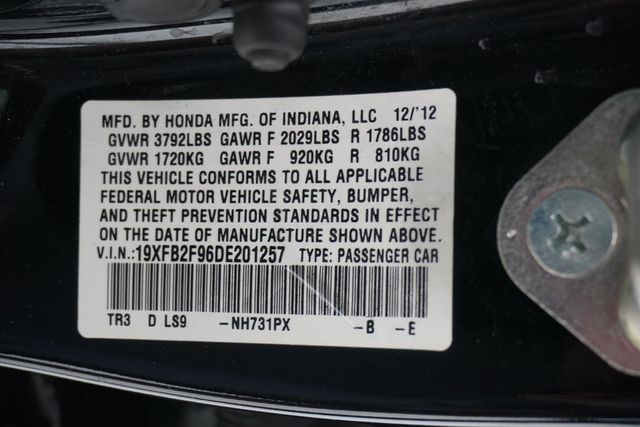 MFD. BY HONDA MFG. OF INDIANA, LLC 12/'12
GVWR 3792LBS GAWR F 2029LBS R 1786LBS
GVWR 1720KG GAWR F 920KG R 810KG
THIS VEHICLE CONFORMS TO ALL APPLICABLE
FEDERAL MOTOR VEHICLE SAFETY, BUMPER,
AND THEFT PREVENTION STANDARDS IN EFFECT
ON THE DATE OF MANUFACTURE SHOWN ABOVE.
V.I.N.:19XFB2F96DE201257 TYPE: PASSENGER CAR
TR3 D LS9 -NH731PX -B -E